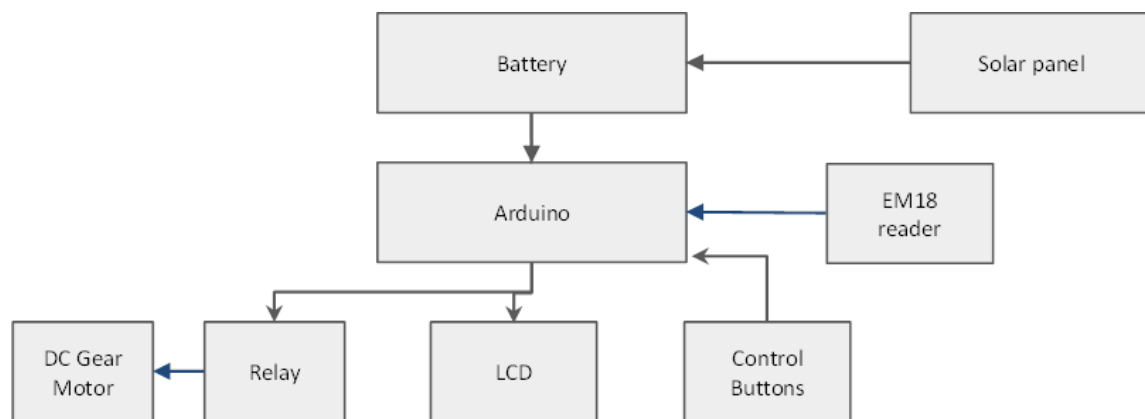 Battery
Solar panel
Arduino
EM18
reader
DC Gear
Motor
Relay
LCD
Control
Buttons